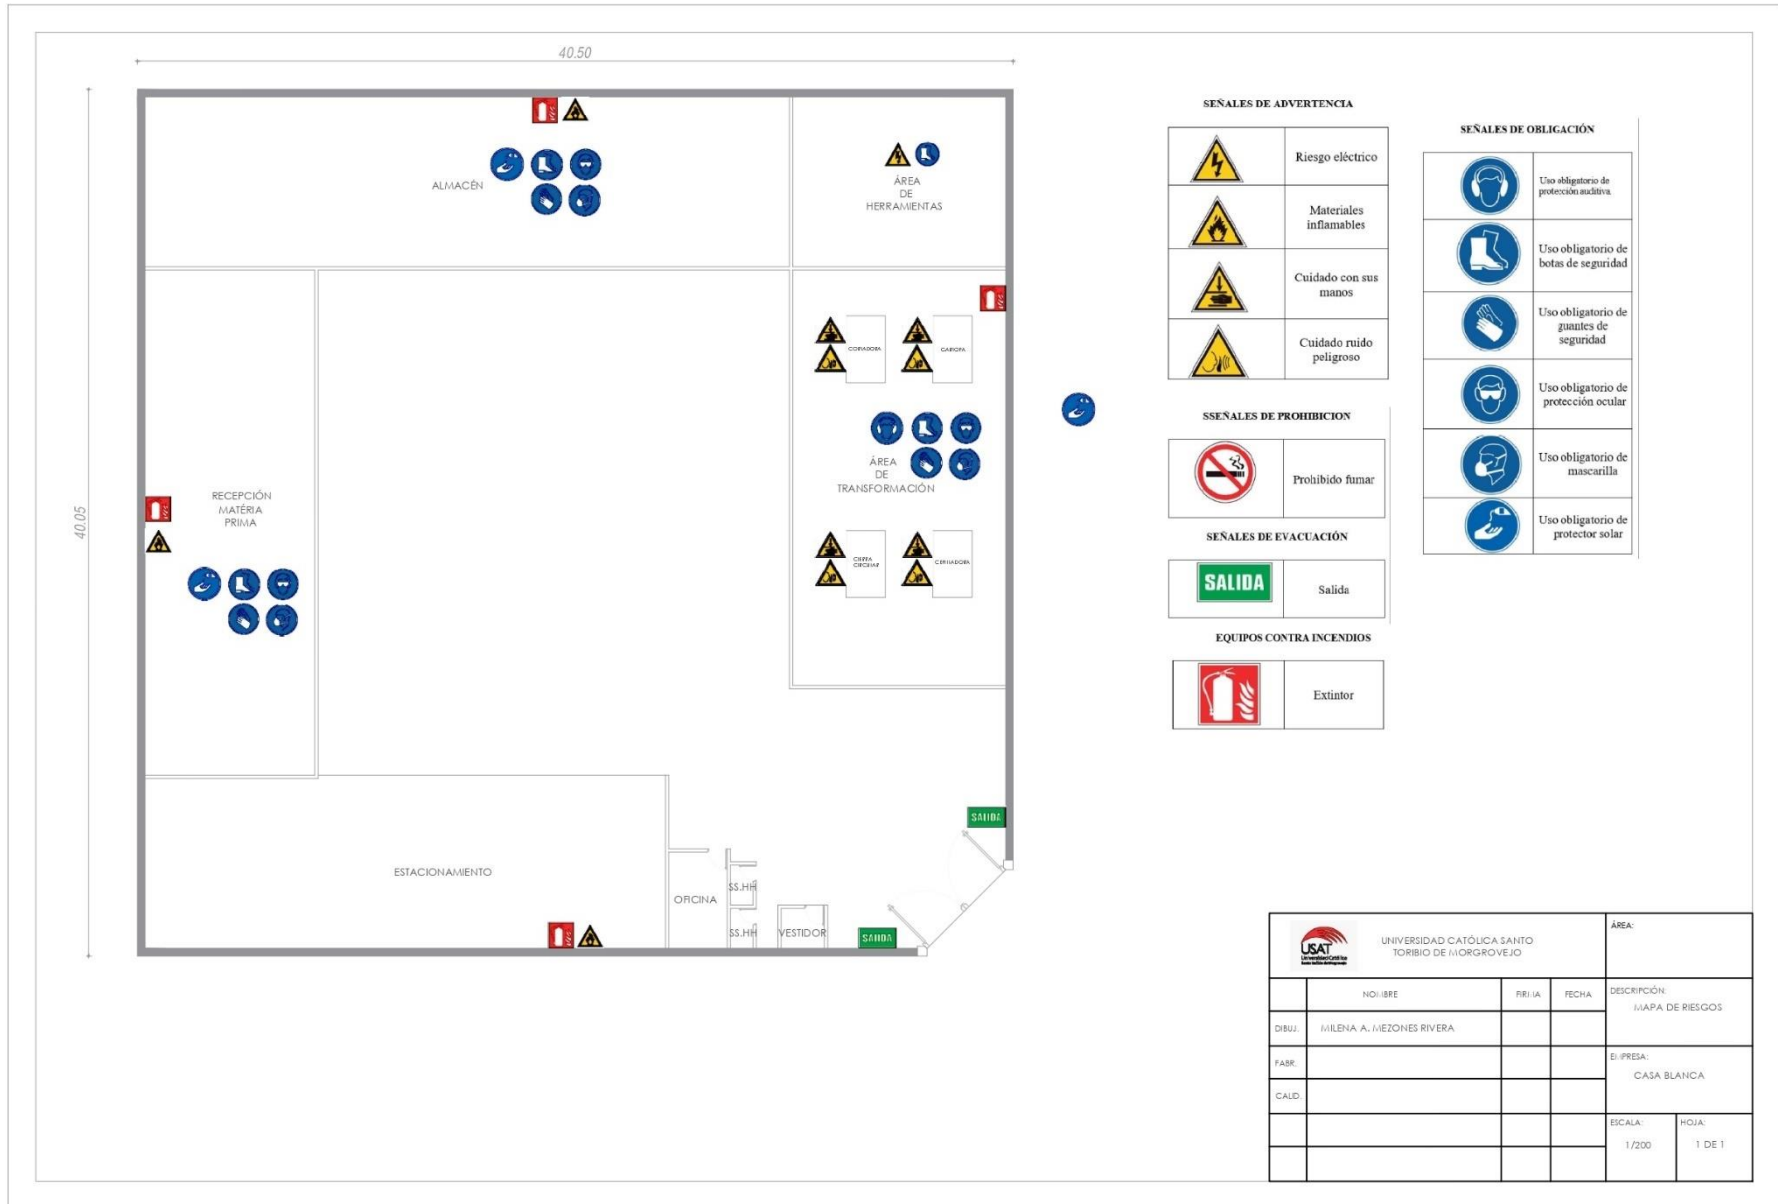 40.50
40.05
ALMACÉN
ÁREA
DE
HERRAMIENTAS
ÁREA
DE
TRANSFORMACIÓN
RECEPCIÓN
MATÉRIA
PRIMA
ESTACIONAMIENTO
OFICINA
SS.HH
SS.HH
VESTIDOR
SALIDA
SALIDA
SEÑALES DE ADVERTENCIA
Riesgo eléctrico
Materiales
inflamables
Cuidado con sus
manos
Cuidado ruido
peligroso
SSEÑALES DE PROHIBICION
Prohibido fumar
SEÑALES DE EVACUACIÓN
SALIDA
Salida
EQUIPOS CONTRA INCENDIOS
Extintor
SEÑALES DE OBLIGACIÓN
Uso obligatorio de
protección auditiva
Uso obligatorio de
botas de seguridad
Uso obligatorio de
guantes de
seguridad
Uso obligatorio de
protección ocular
Uso obligatorio de
mascarilla
Uso obligatorio de
protector solar
USAT
UNIVERSIDAD CATÓLICA SANTO
TORIBIO DE MORGROVEJO
ÁREA:
NOMBRE
FIRMA
FECHA
DESCRIPCIÓN:
MAPA DE RIESGOS
DIBUJ.
MILENA A. MEZONES RIVERA
FABR.
EMPRESA:
CASA BLANCA
CALID.
ESCALA:
1/200
HOJA:
1 DE 1